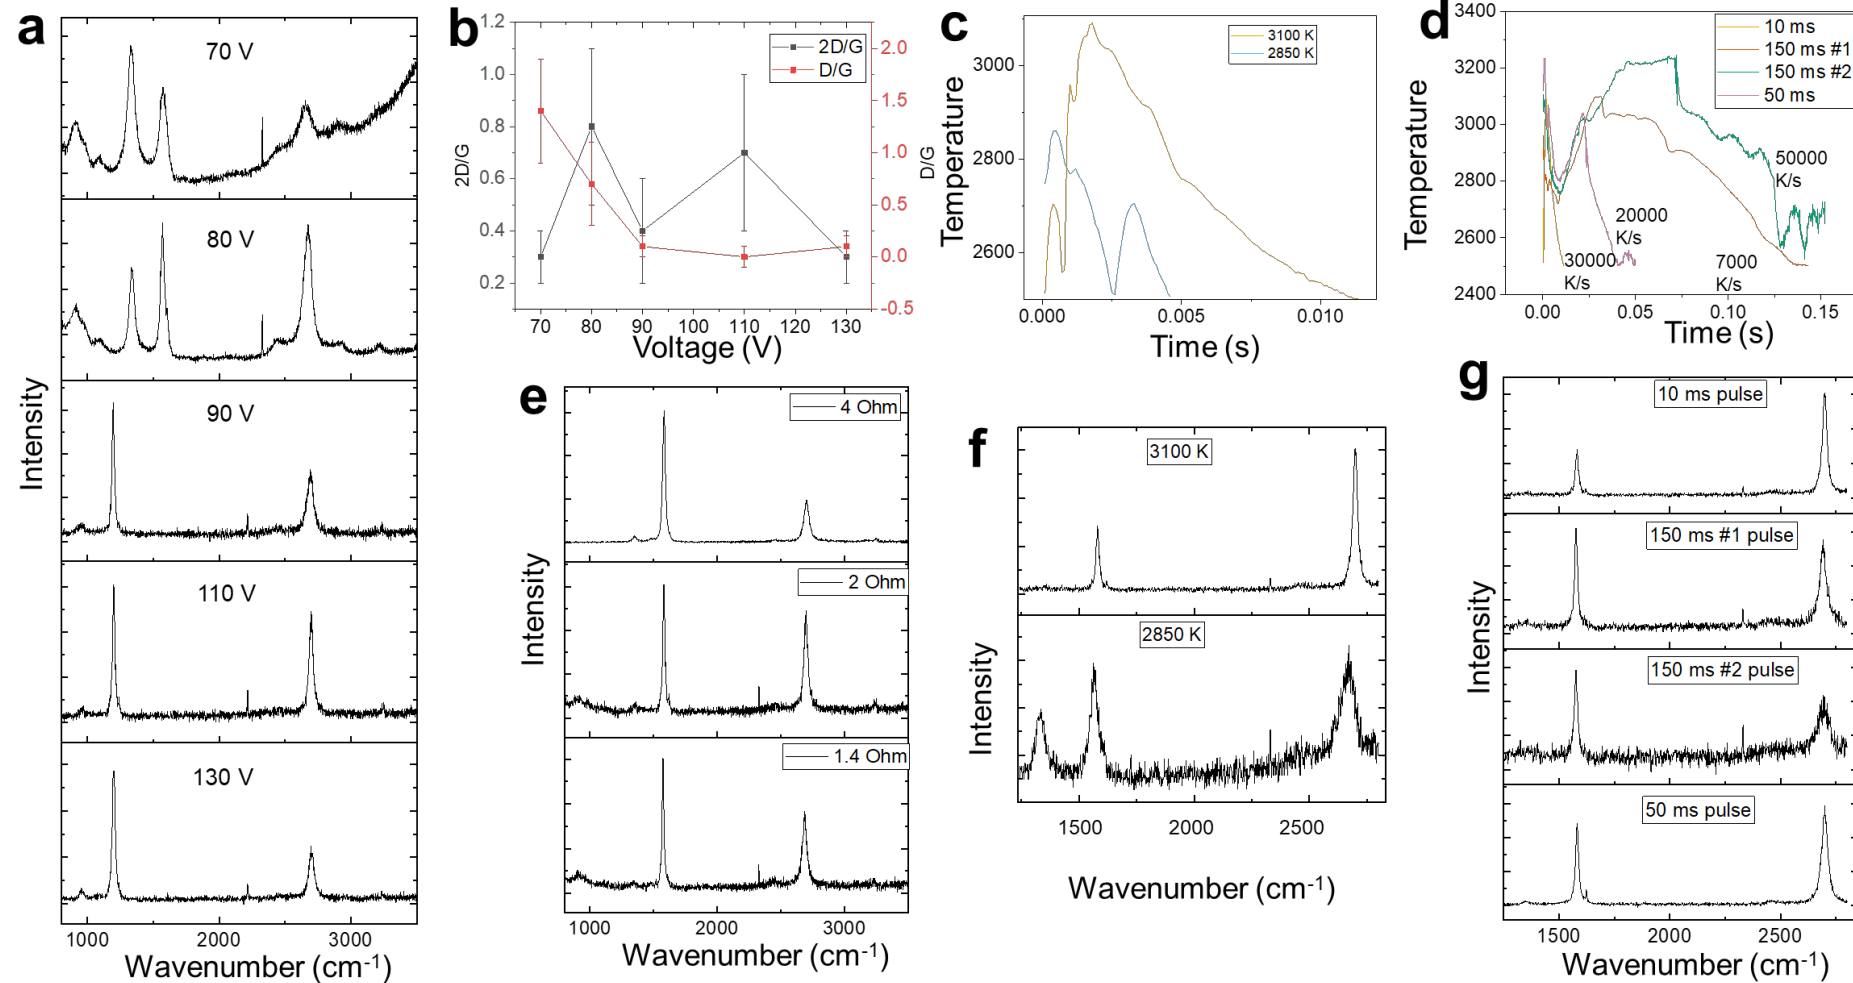 a
70 V
80 V
90 V
110 V
130 V
Intensity
1000
2000
3000
Wavenumber (cm-1)
b
1.2
1.0
0.8
0.6
0.4
0.2
2D/G
2D/G
D/G
2.0
1.5
1.0
0.5
0.0
-0.5
D/G
70
80
90
100
110
120
130
Voltage (V)
c
3100 K
2850 K
3000
2800
2600
Temperature
0.000
0.005
0.010
Time (s)
d
3400
3200
3000
2800
2600
2400
Temperature
10 ms
150 ms #1
150 ms #2
50 ms
50000
K/s
20000
K/s
30000
K/s
7000
K/s
0.00
0.05
0.10
0.15
Time (s)
e
4 Ohm
2 Ohm
1.4 Ohm
Intensity
1000
2000
3000
Wavenumber (cm-1)
f
3100 K
2850 K
Intensity
1500
2000
2500
Wavenumber (cm-1)
g
10 ms pulse
150 ms #1 pulse
150 ms #2 pulse
50 ms pulse
Intensity
1500
2000
2500
Wavenumber (cm-1)